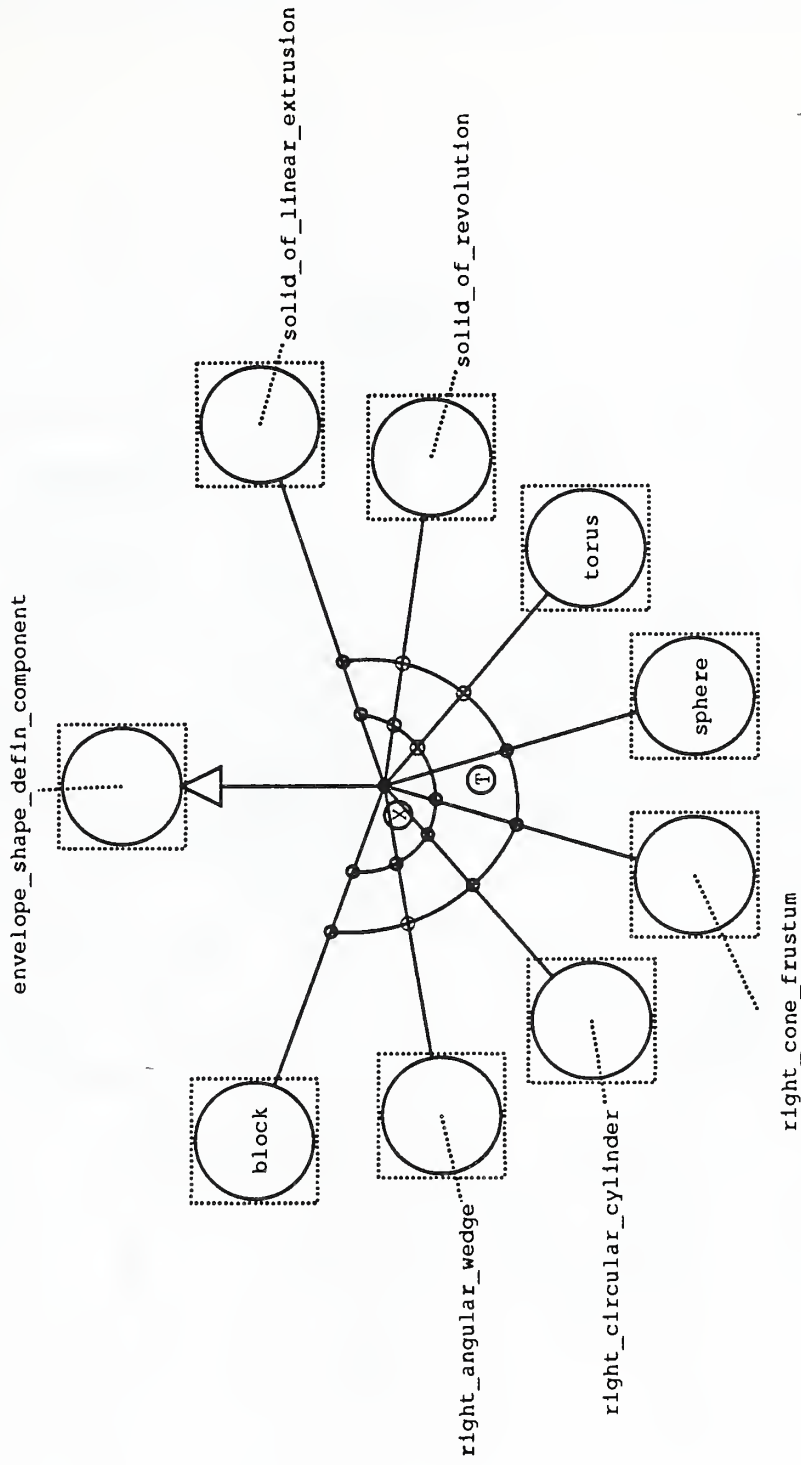 envelope_shape_defin_component
solid_of_linear_extrusion
block
solid_of_revolution
right_angular_wedge
X
T
torus
right_circular_cylinder
sphere
right_cone_frustum